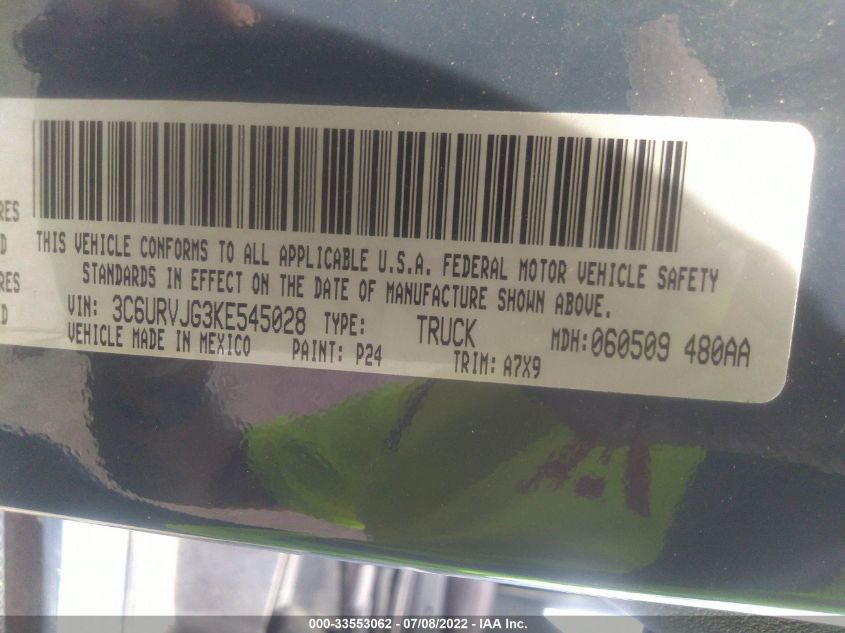 RES
D
RES
D
THIS VEHICLE CONFORMS TO ALL APPLICABLE U.S.A. FEDERAL MOTOR VEHICLE SAFETY
STANDARDS IN EFFECT ON THE DATE OF MANUFACTURE SHOWN ABOVE.
VIN: 3C6URVJG3KE545028 TYPE: TRUCK MDH:060509 480AA
VEHICLE MADE IN MEXICO PAINT: P24 TRIM: A7X9
000-33553062 - 07/08/2022 - IAA Inc.